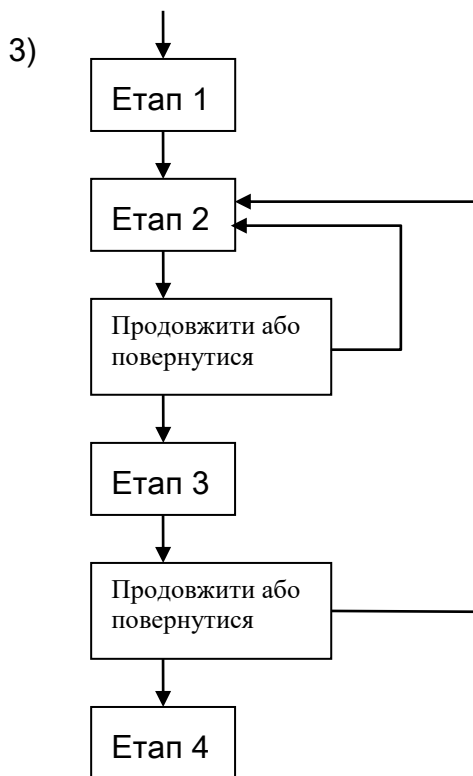 3)
Етап 1
Етап 2
Продовжити або
повернутися
Етап 3
Продовжити або
повернутися
Етап 4